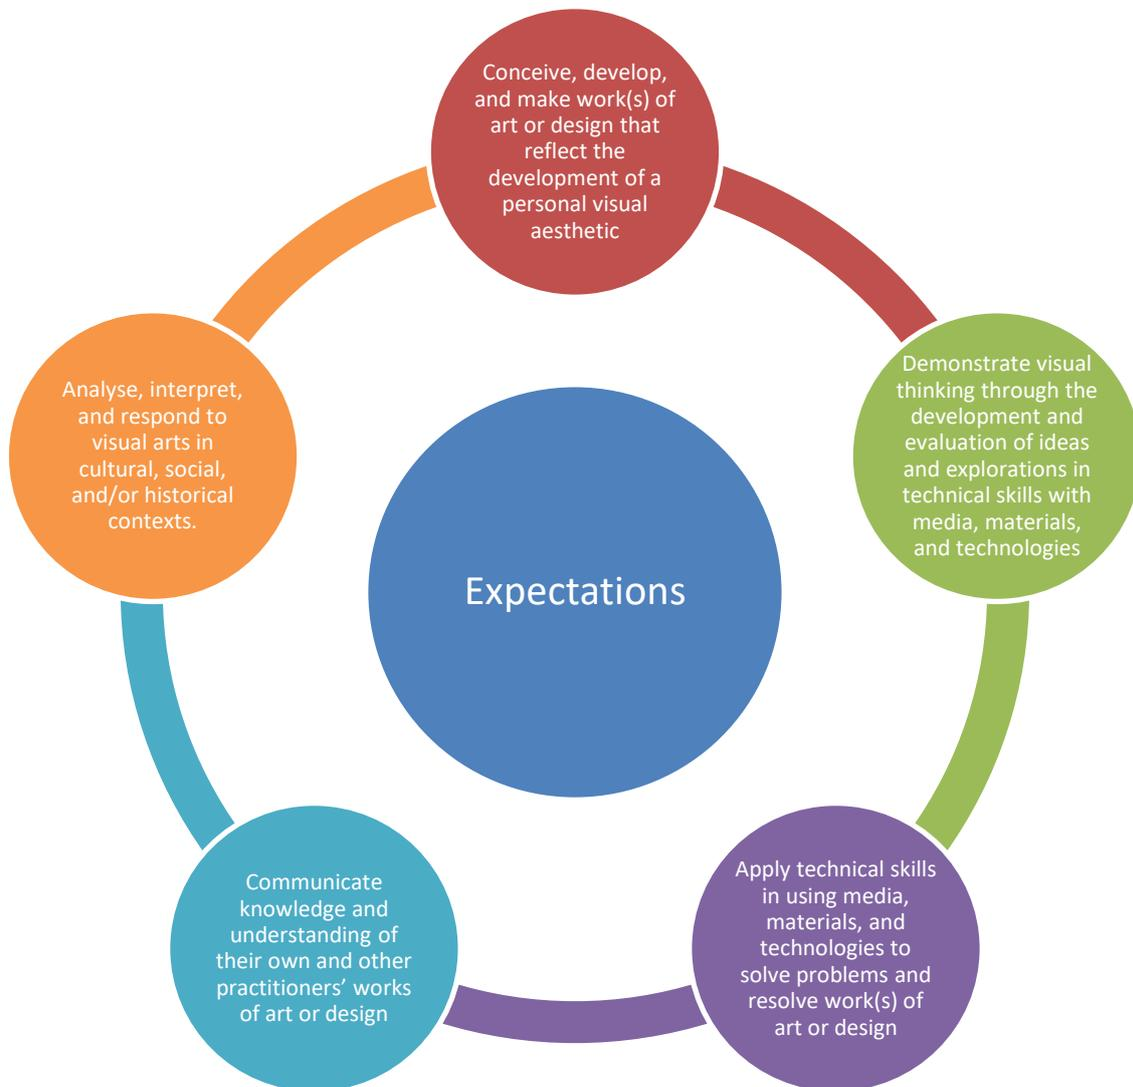 Conceive, develop,
and make work(s) of
art or design that
reflect the
development of a
personal visual
aesthetic
Demonstrate visual
thinking through the
development and
evaluation of ideas
and explorations in
technical skills with
media, materials,
and technologies
Apply technical skills
in using media,
materials, and
technologies to
solve problems and
resolve work(s) of
art or design
Communicate
knowledge and
understanding of
their own and other
practitioners’ works
of art or design
Analyse, interpret,
and respond to
visual arts in
cultural, social,
and/or historical
contexts.
Expectations